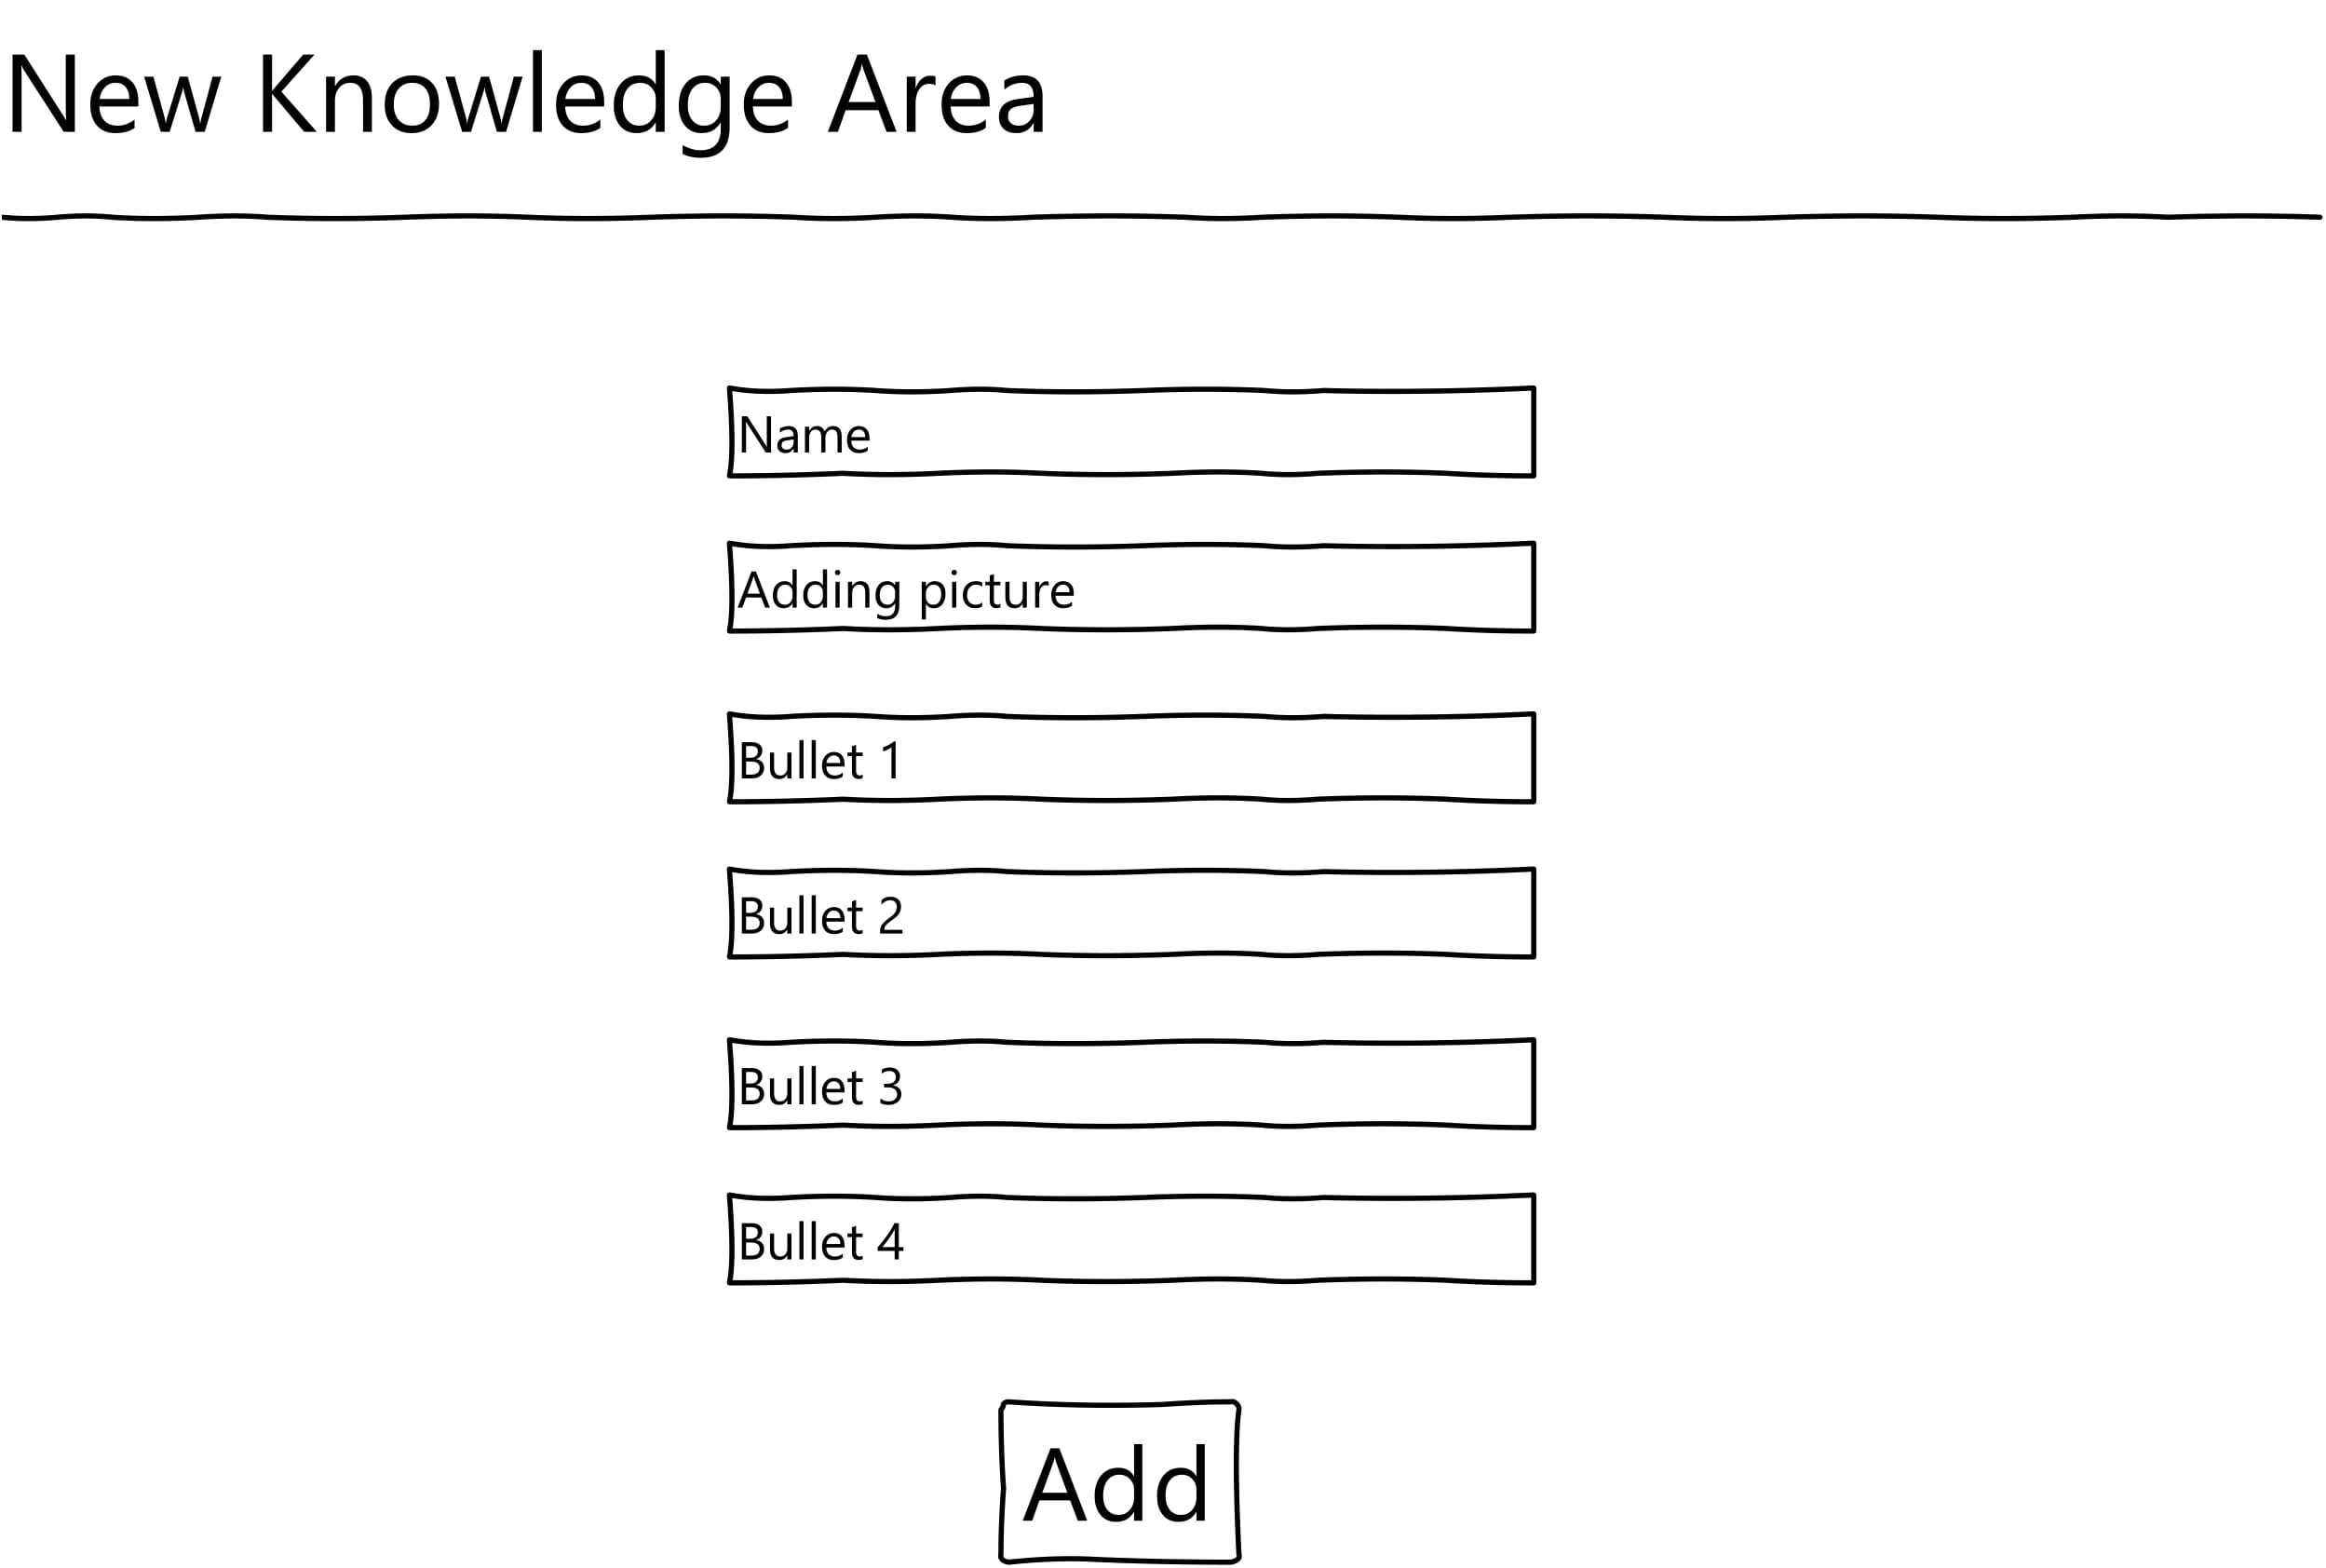 New Knowledge Area
Name
Adding picture
Bullet 1
Bullet 2
Bullet 3
Bullet 4
Add